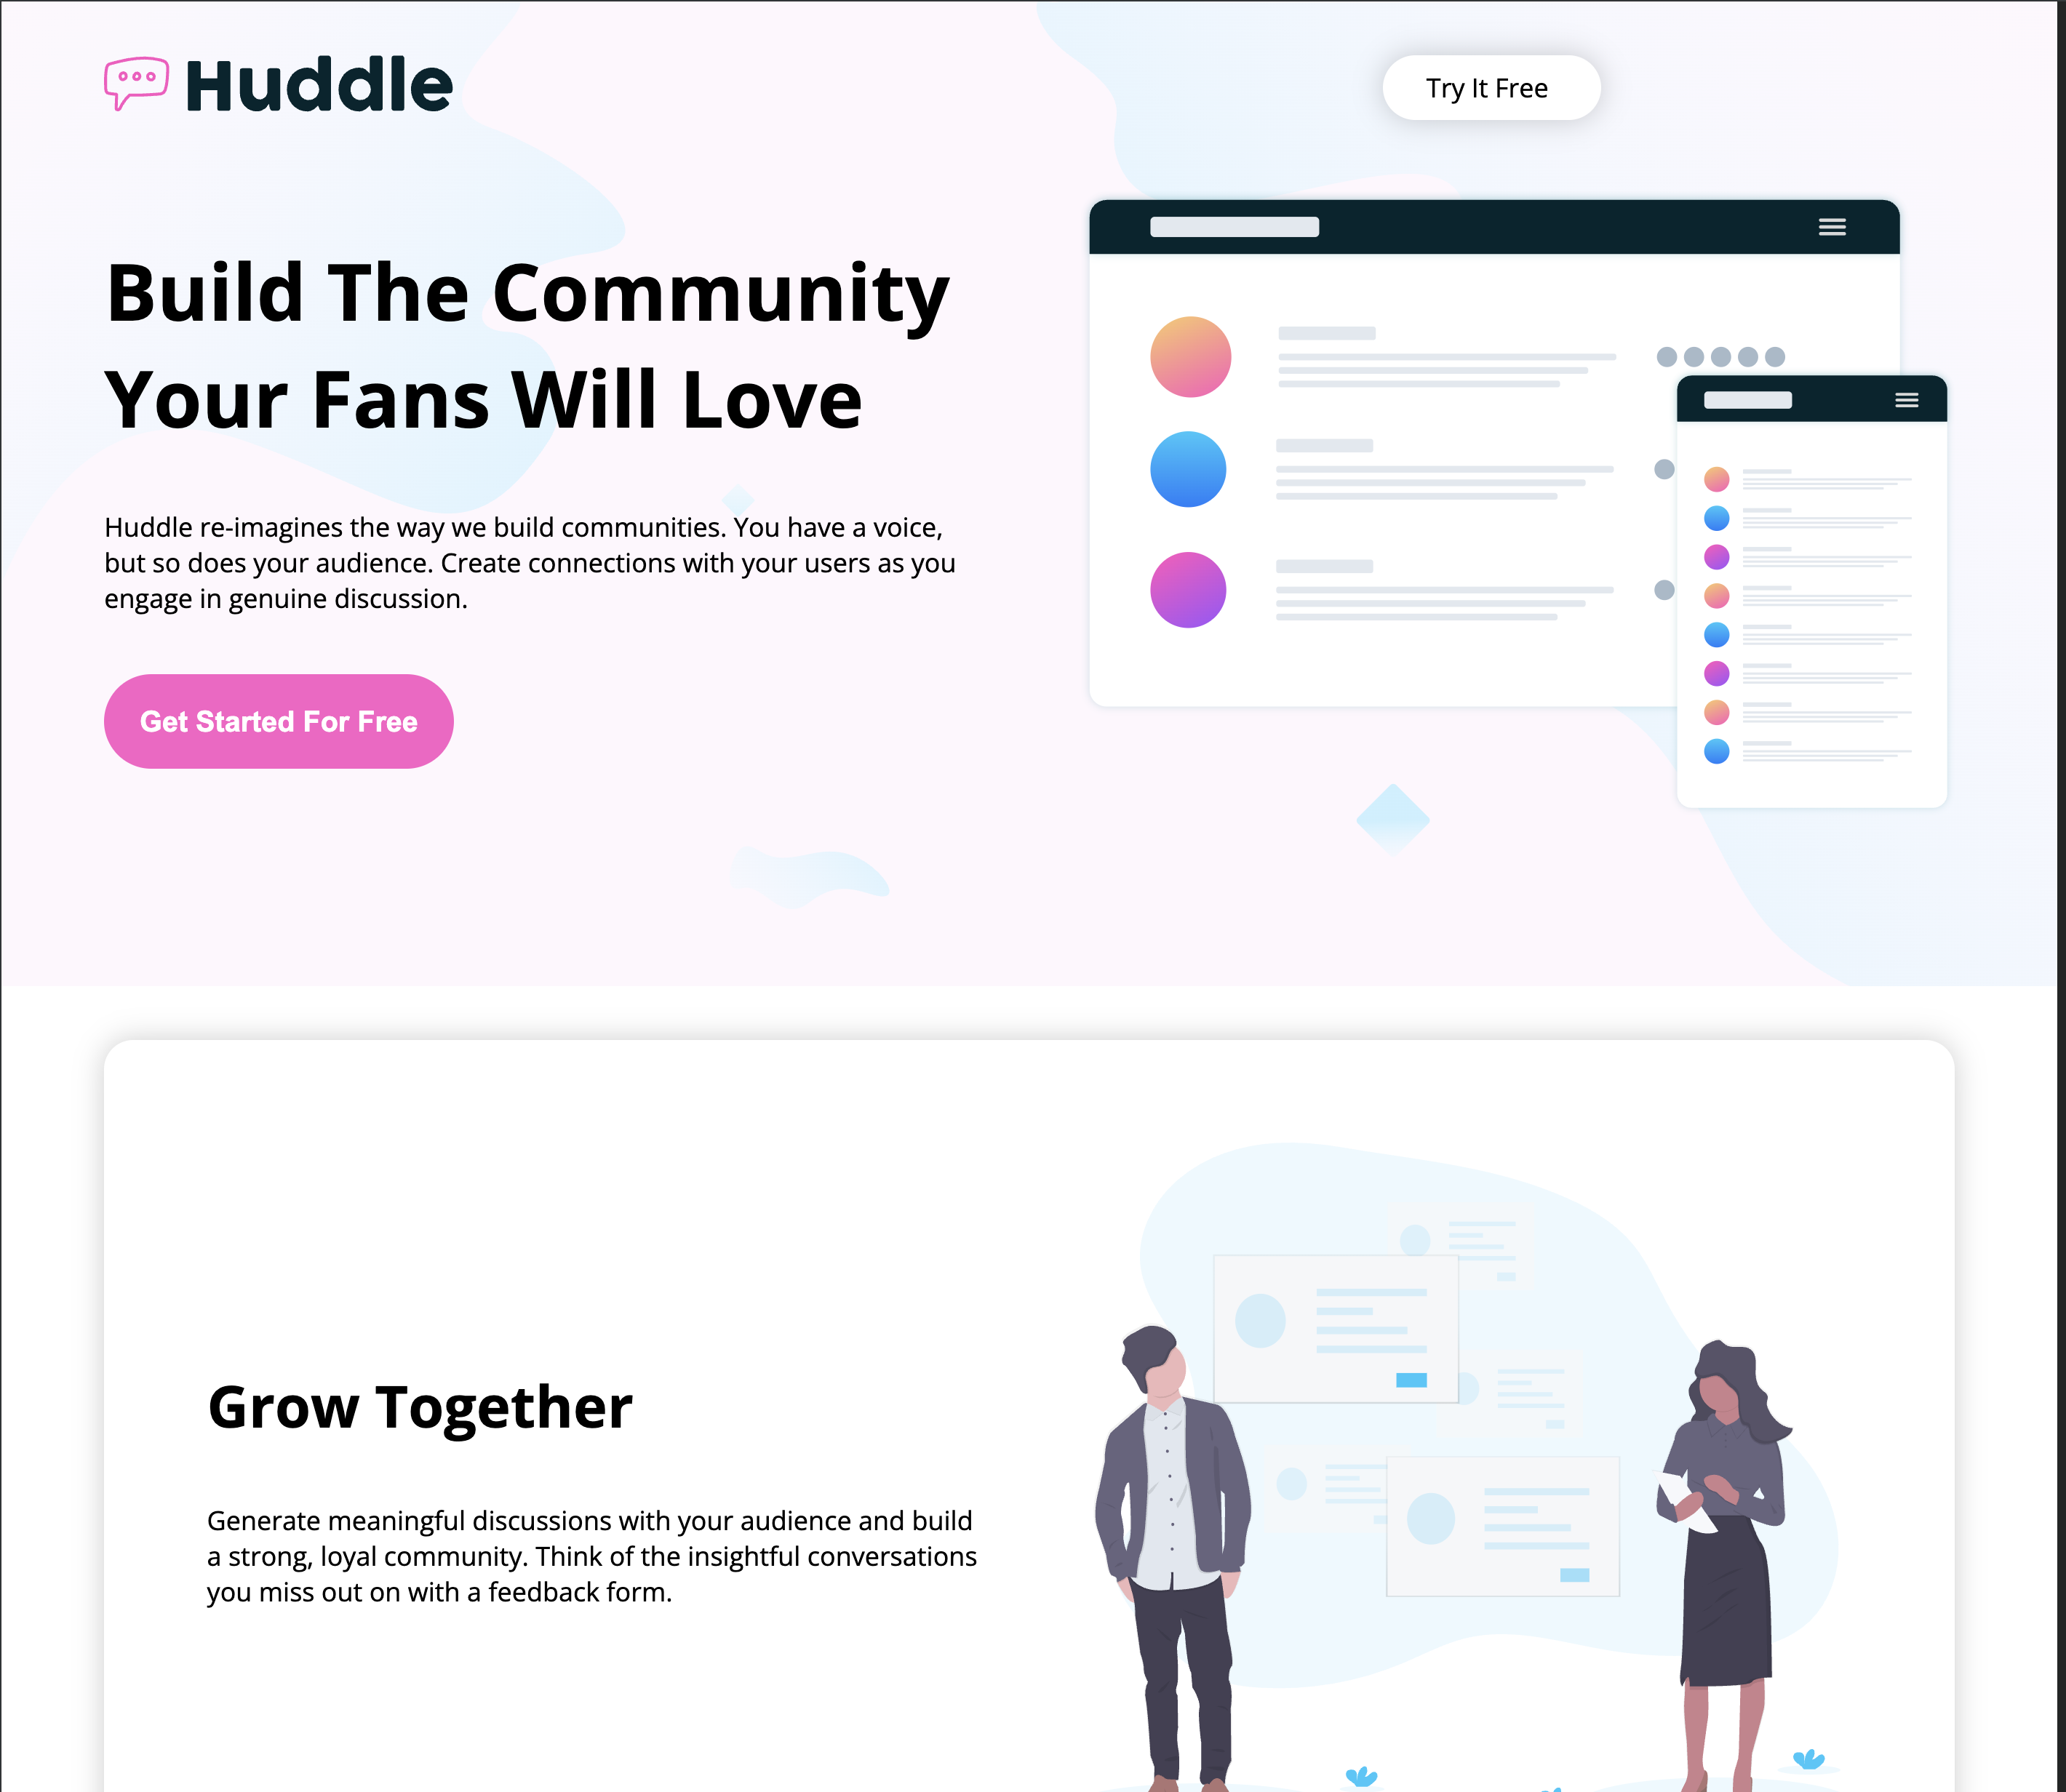 Huddle
Try It Free
Build The Community
Your Fans Will Love
Huddle re-imagines the way we build communities. You have a voice,
but so does your audience. Create connections with your users as you
engage in genuine discussion.
Get Started For Free
Grow Together
Generate meaningful discussions with your audience and build
a strong, loyal community. Think of the insightful conversations
you miss out on with a feedback form.